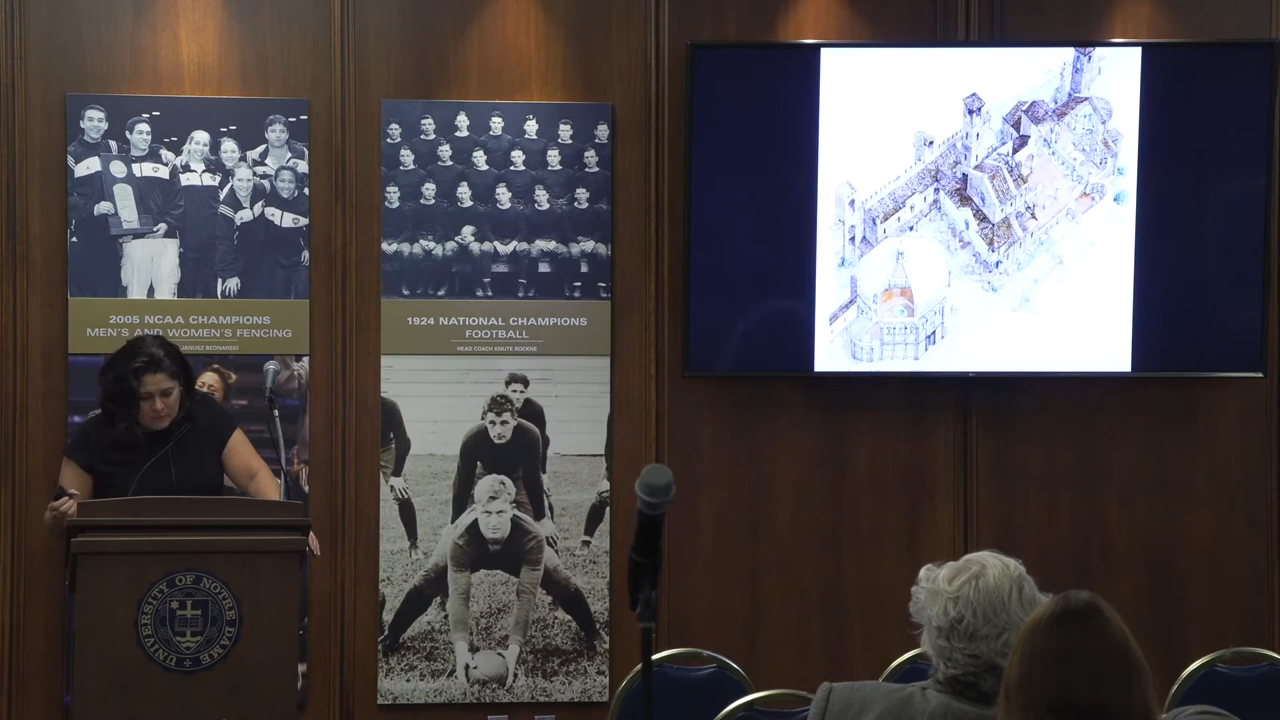 2005 NCAA CHAMPIONS
MEN'S AND WOMEN'S FENCING
JANUSZ BEDNARSKI
1924 NATIONAL CHAMPIONS
FOOTBALL
HEAD COACH KNUTE ROCKNE
UNIVERSITY OF NOTRE DAME